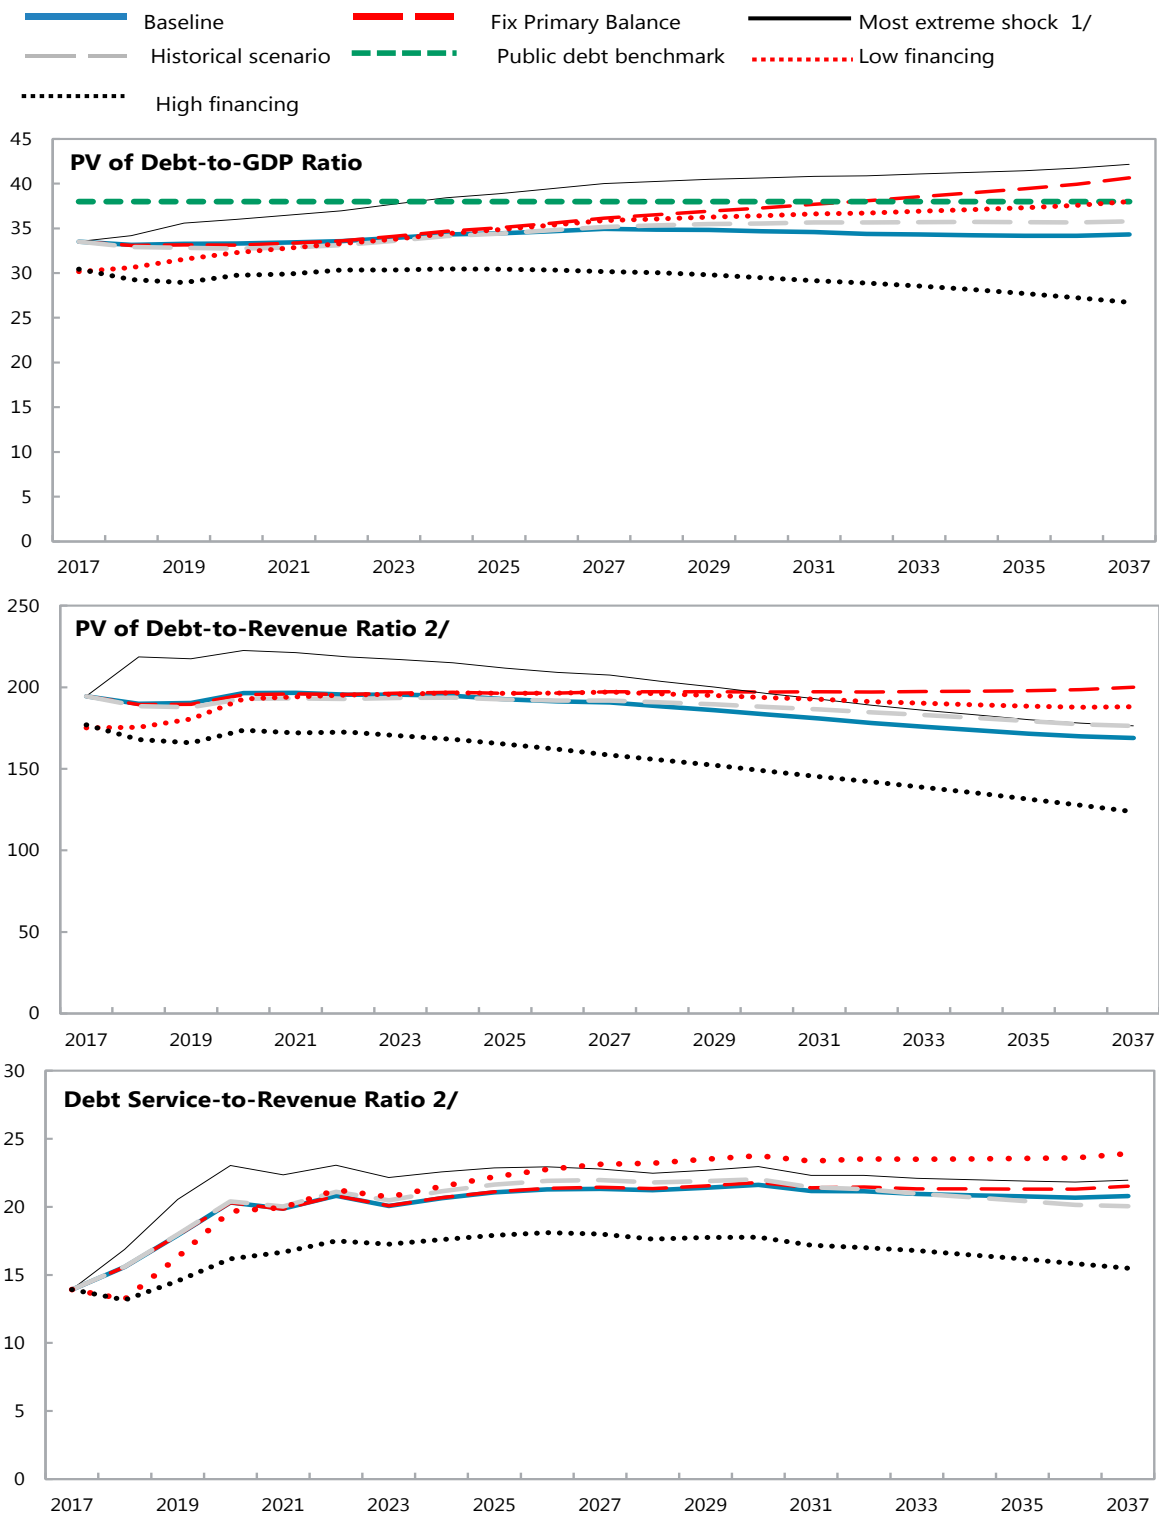 Baseline Fix Primary Balance Most extreme shock 1/
Historical scenario Public debt benchmark Low financing
High financing
PV of Debt-to-GDP Ratio
45
40
35
30
25
20
15
10
5
0
2017 2019 2021 2023 2025 2027 2029 2031 2033 2035 2037
PV of Debt-to-Revenue Ratio 2/
250
200
150
100
50
0
2017 2019 2021 2023 2025 2027 2029 2031 2033 2035 2037
Debt Service-to-Revenue Ratio 2/
30
25
20
15
10
5
0
2017 2019 2021 2023 2025 2027 2029 2031 2033 2035 2037